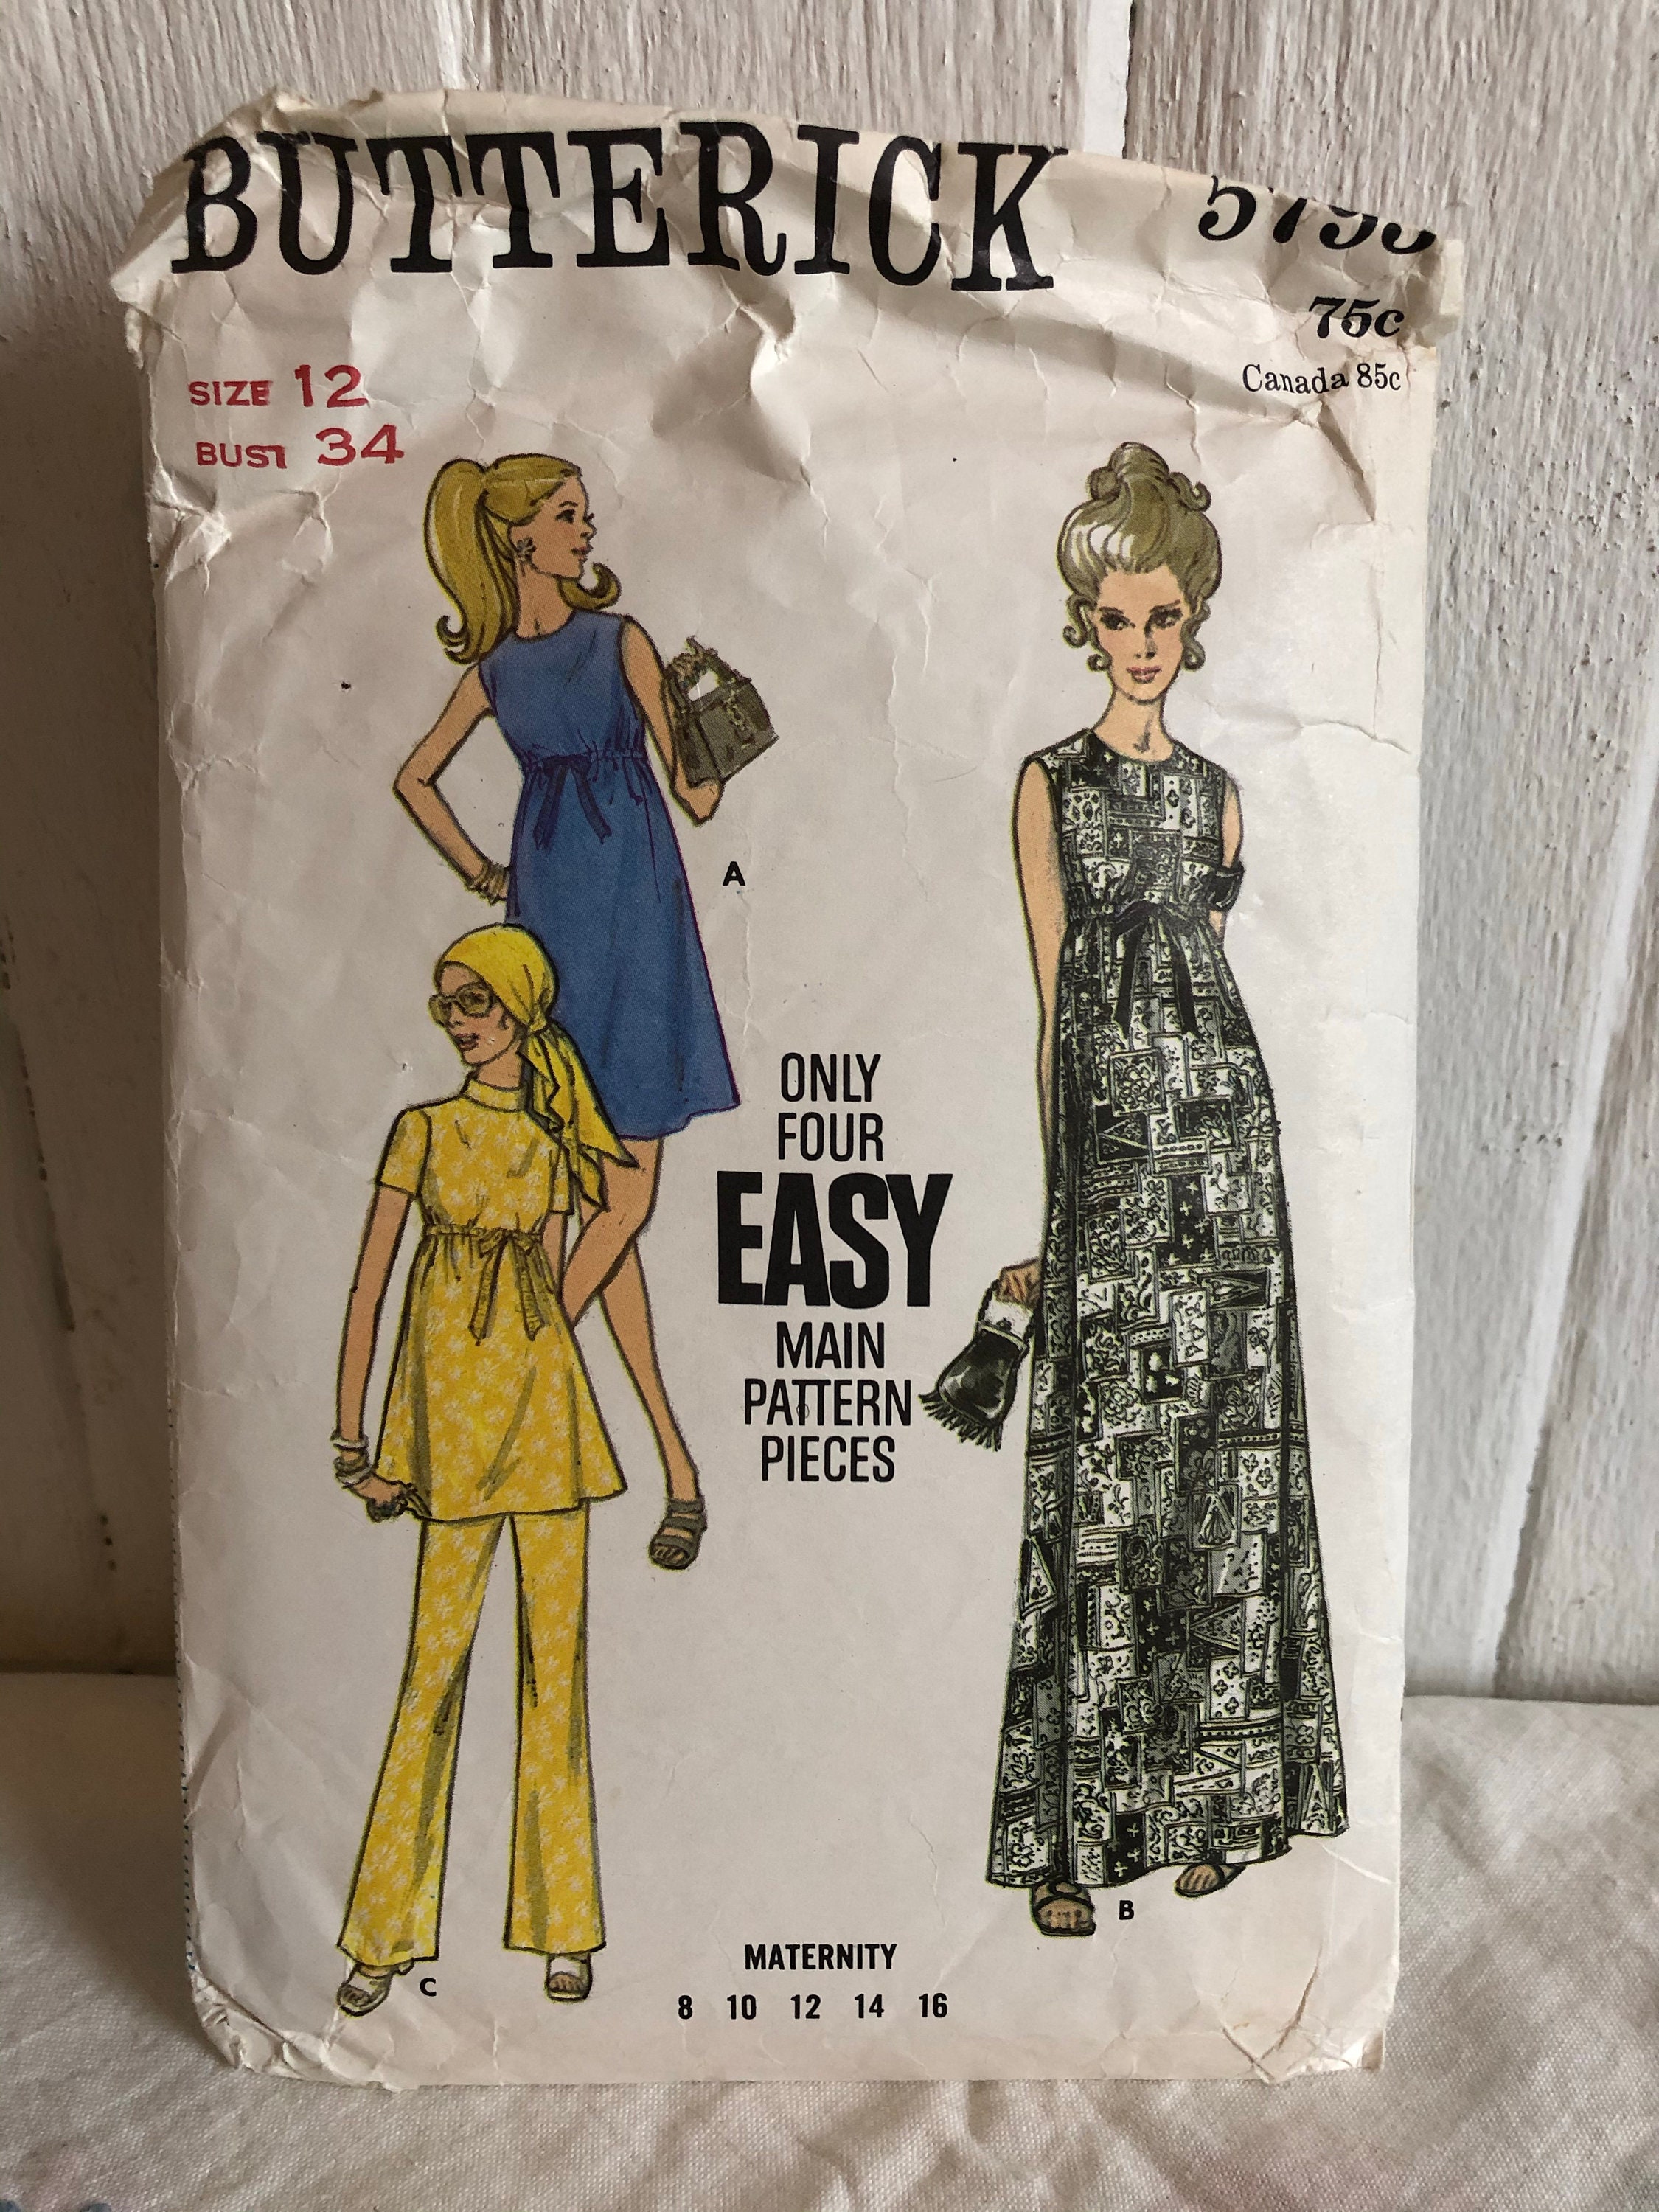 BUTTERICK
75c
Canada 85c
SIZE 12
BUST 34
A
ONLY
FOUR
EASY
MAIN
PATTERN
PIECES
B
MATERNITY
C
8 10 12 14 16